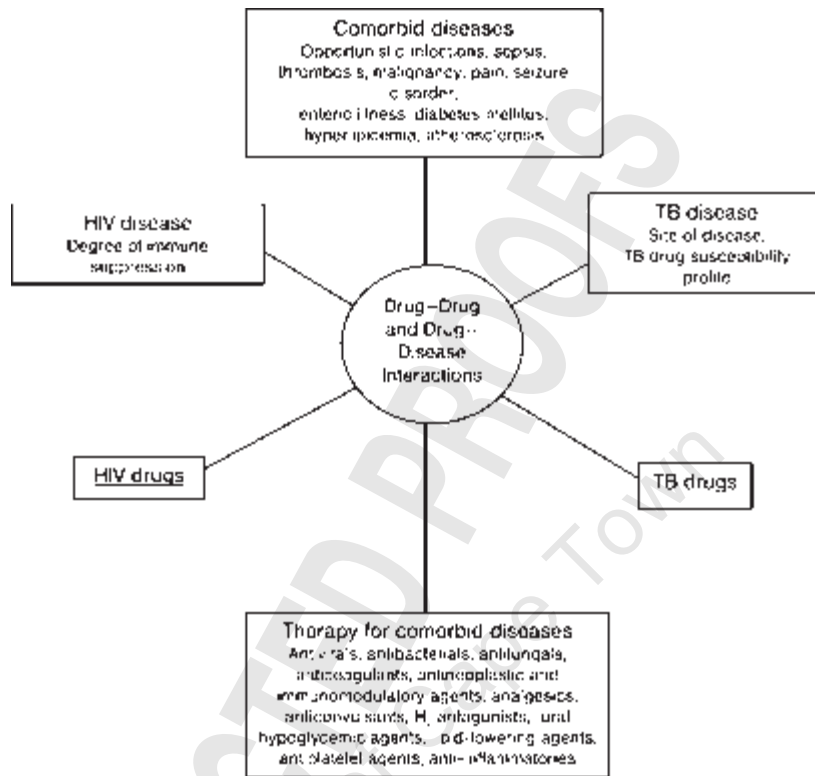 Comorbid diseases
Opportunistic infections, sepsis,
thrombosis, malignancy, pain, seizure
disorder,
enteric illness, diabetes mellitus,
hyperlipidemia, atherosclerosis
HIV disease
Degree of immune
suppression
TB disease
Site of disease,
TB drug susceptibility
profile
Drug–Drug
and Drug–
Disease
Interactions
HIV drugs
TB drugs
Therapy for comorbid diseases
Antivirals, antibacterials, antifungals,
anticoagulants, antineoplastic and
immunomodulatory agents, analgesics,
anticonvulsants, H antagonists, oral
hypoglycemic agents, lipid-lowering agents,
antiplatelet agents, anti-inflammatories
PROOFS
Cape Town